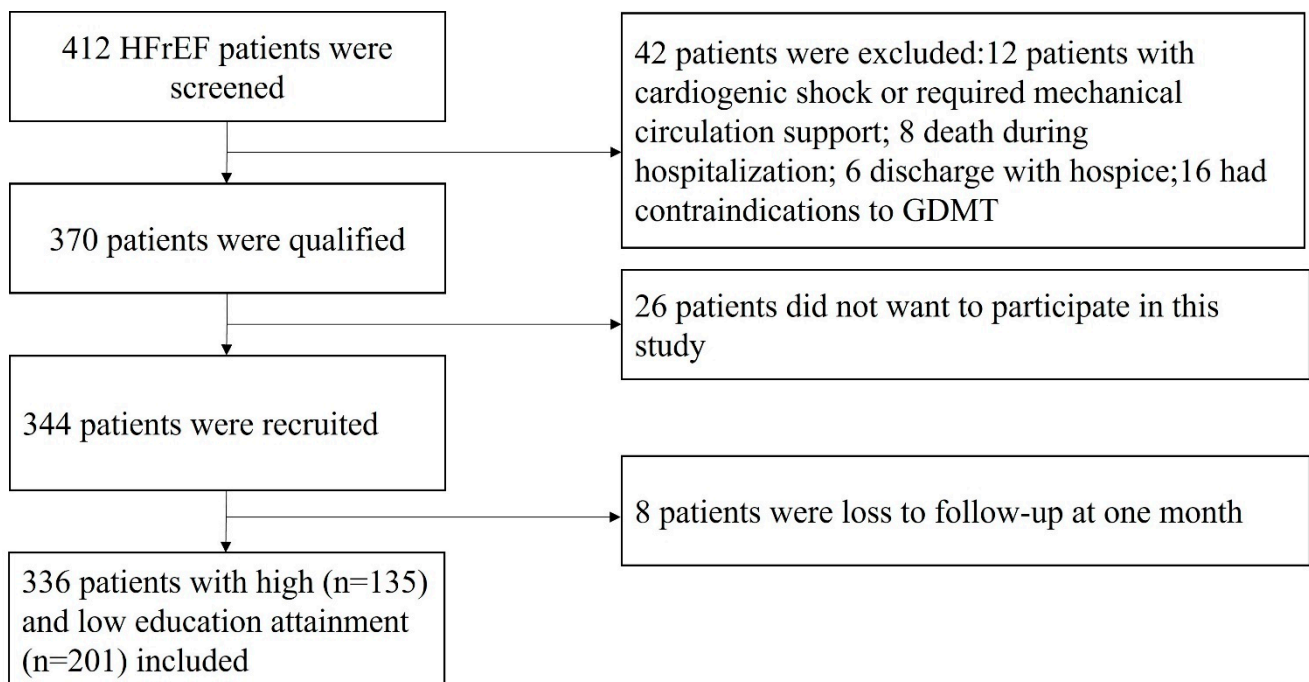 412 HFrEF patients were
screened
42 patients were excluded:12 patients with
cardiogenic shock or required mechanical
circulation support; 8 death during
hospitalization; 6 discharge with hospice;16 had
contraindications to GDMT
370 patients were qualified
26 patients did not want to participate in this
study
344 patients were recruited
8 patients were loss to follow-up at one month
336 patients with high (n=135)
and low education attainment
(n=201) included